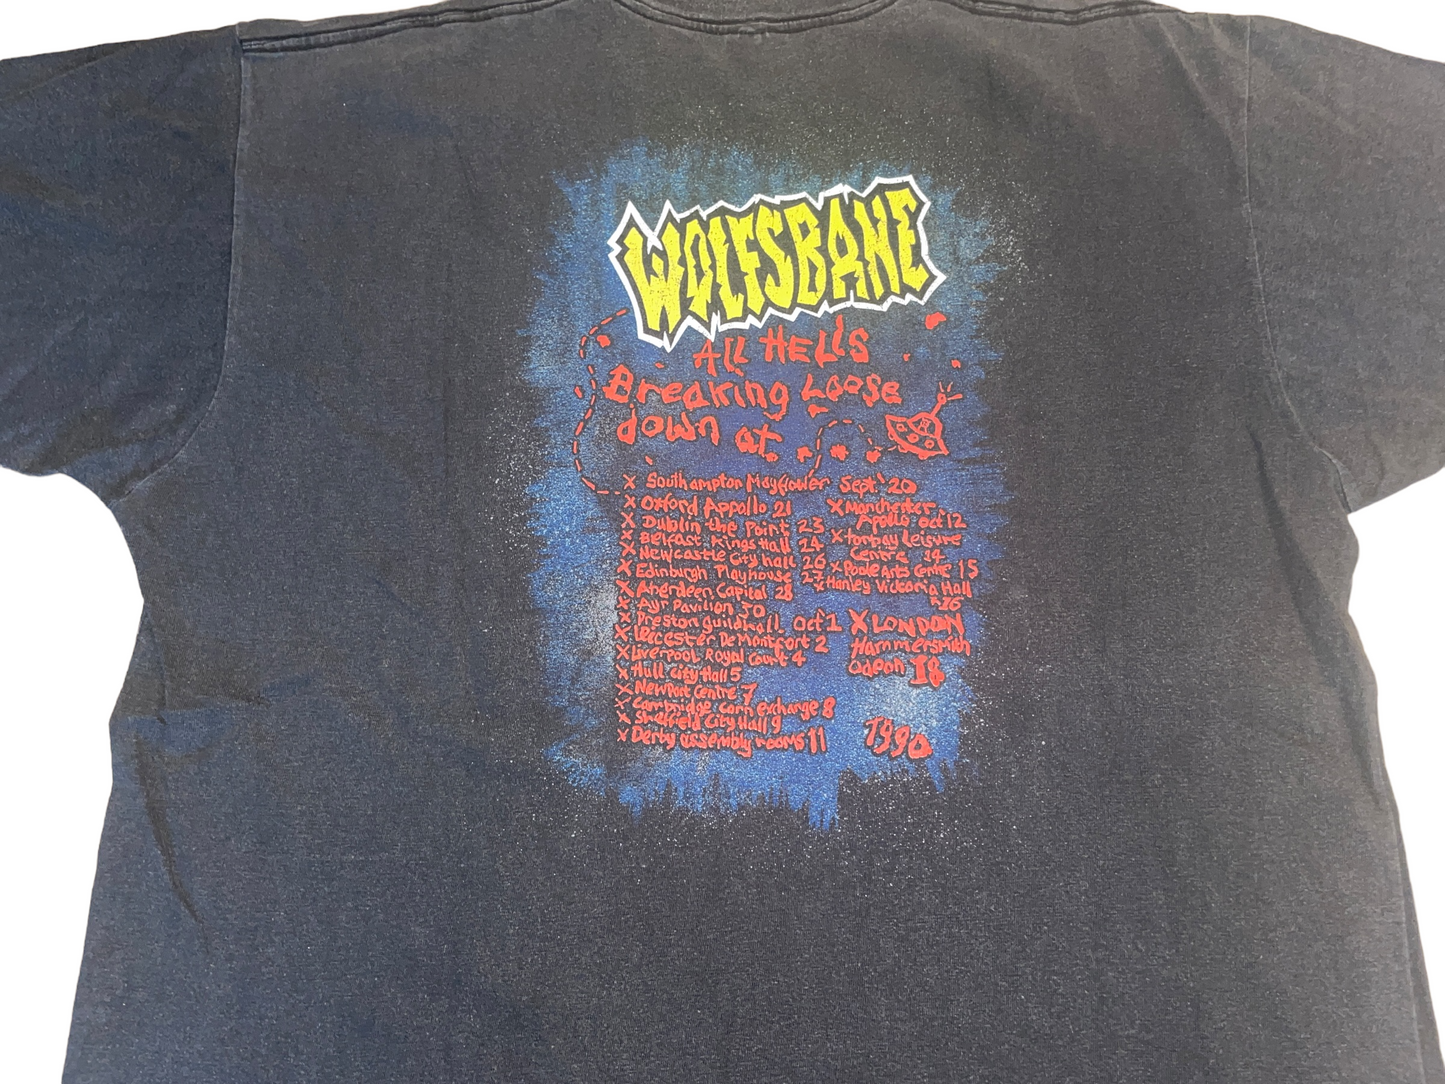 WOLFSBANE
ALL HELLS
Breaking Loose
down at
X Southampton Mayflower Sept '20
X Oxford Appollo 21
X Dublin the Point 23
X Belfast Kings Hall 24
X Newcastle City hall 26
X Edinburgh Playhouse 27
X Aberdeen Capital 28
X Ayr Pavilion 30
X Preston guildhall Oct 1
X Leicester De Montfort 2
X Liverpool Royal Court 4
X Hull City Hall 5
X Newport Centre 7
X Cambridge Corn exchange 8
X Sheffield City Hall 9
X Derby assembly rooms 11
X Manchester
Apollo oct 12
X torbay Leisure
Centre 14
X Poole Arts Centre 15
X Hanley Victoria Hall
16
X LONDON
Hammersmith
Odeon 18
1990